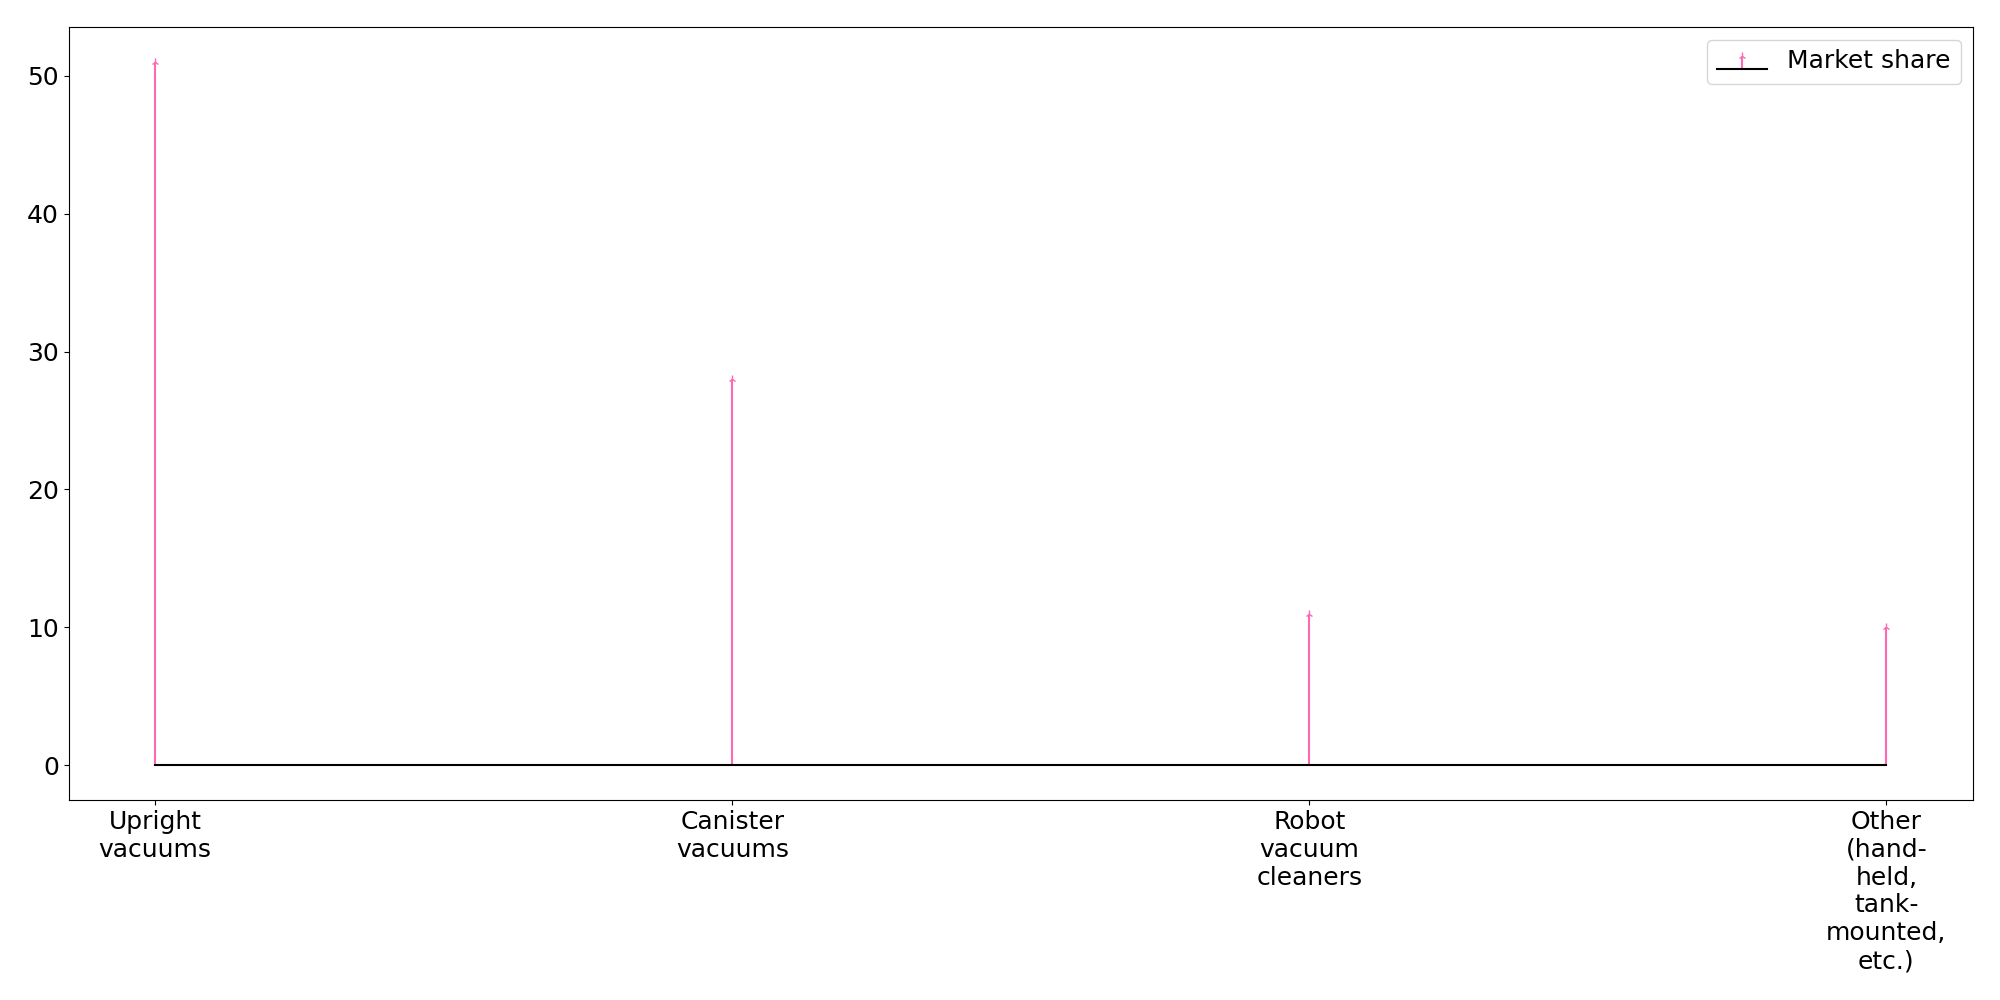 Market share
50
40
30
20
10
0
Upright
vacuums
Canister
vacuums
Robot
vacuum
cleaners
Other
(hand-
held,
tank-
mounted,
etc.)